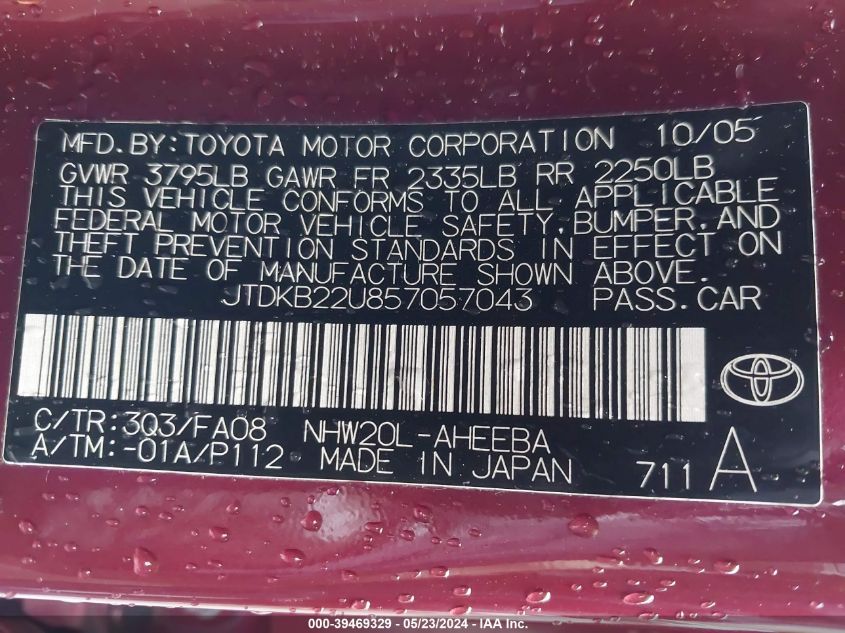 MFD. BY: TOYOTA MOTOR CORPORATION 10/05
GVWR 3795LB GAWR FR 2335LB RR 2250LB
THIS VEHICLE CONFORMS TO ALL APPLICABLE
FEDERAL MOTOR VEHICLE SAFETY, BUMPER, AND
THEFT PREVENTION STANDARDS IN EFFECT ON
THE DATE OF MANUFACTURE SHOWN ABOVE.
JTDKB22U857057043 PASS. CAR
C/TR: 3Q3/FA08 NHW20L-AHEEBA
A/TM: -01A/P112 MADE IN JAPAN 711 A
000-39469329 - 05/23/2024 - IAA Inc.